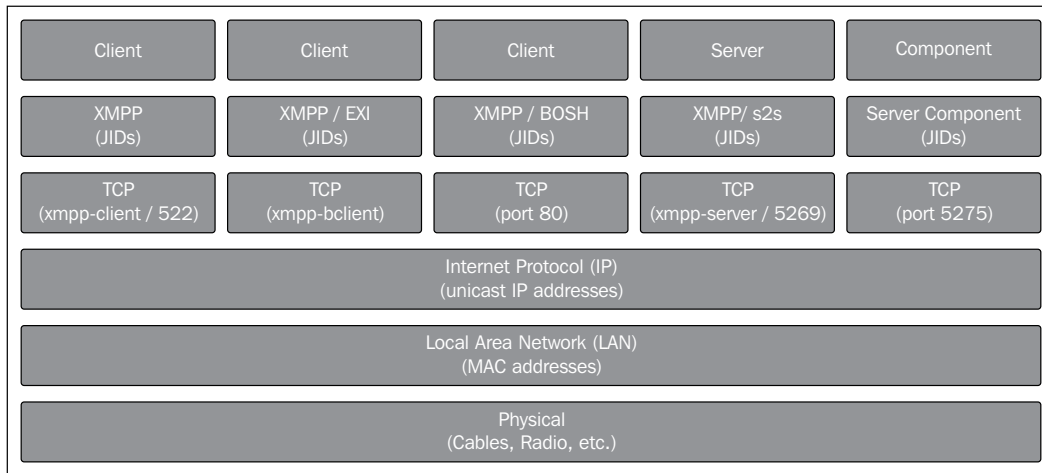 Client
Client
Client
Server
Component
XMPP
(JIDs)
XMPP / EXI
(JIDs)
XMPP / BOSH
(JIDs)
XMPP/ s2s
(JIDs)
Server Component
(JIDs)
TCP
(xmpp-client / 522)
TCP
(xmpp-bclient)
TCP
(port 80)
TCP
(xmpp-server / 5269)
TCP
(port 5275)
Internet Protocol (IP)
(unicast IP addresses)
Local Area Network (LAN)
(MAC addresses)
Physical
(Cables, Radio, etc.)